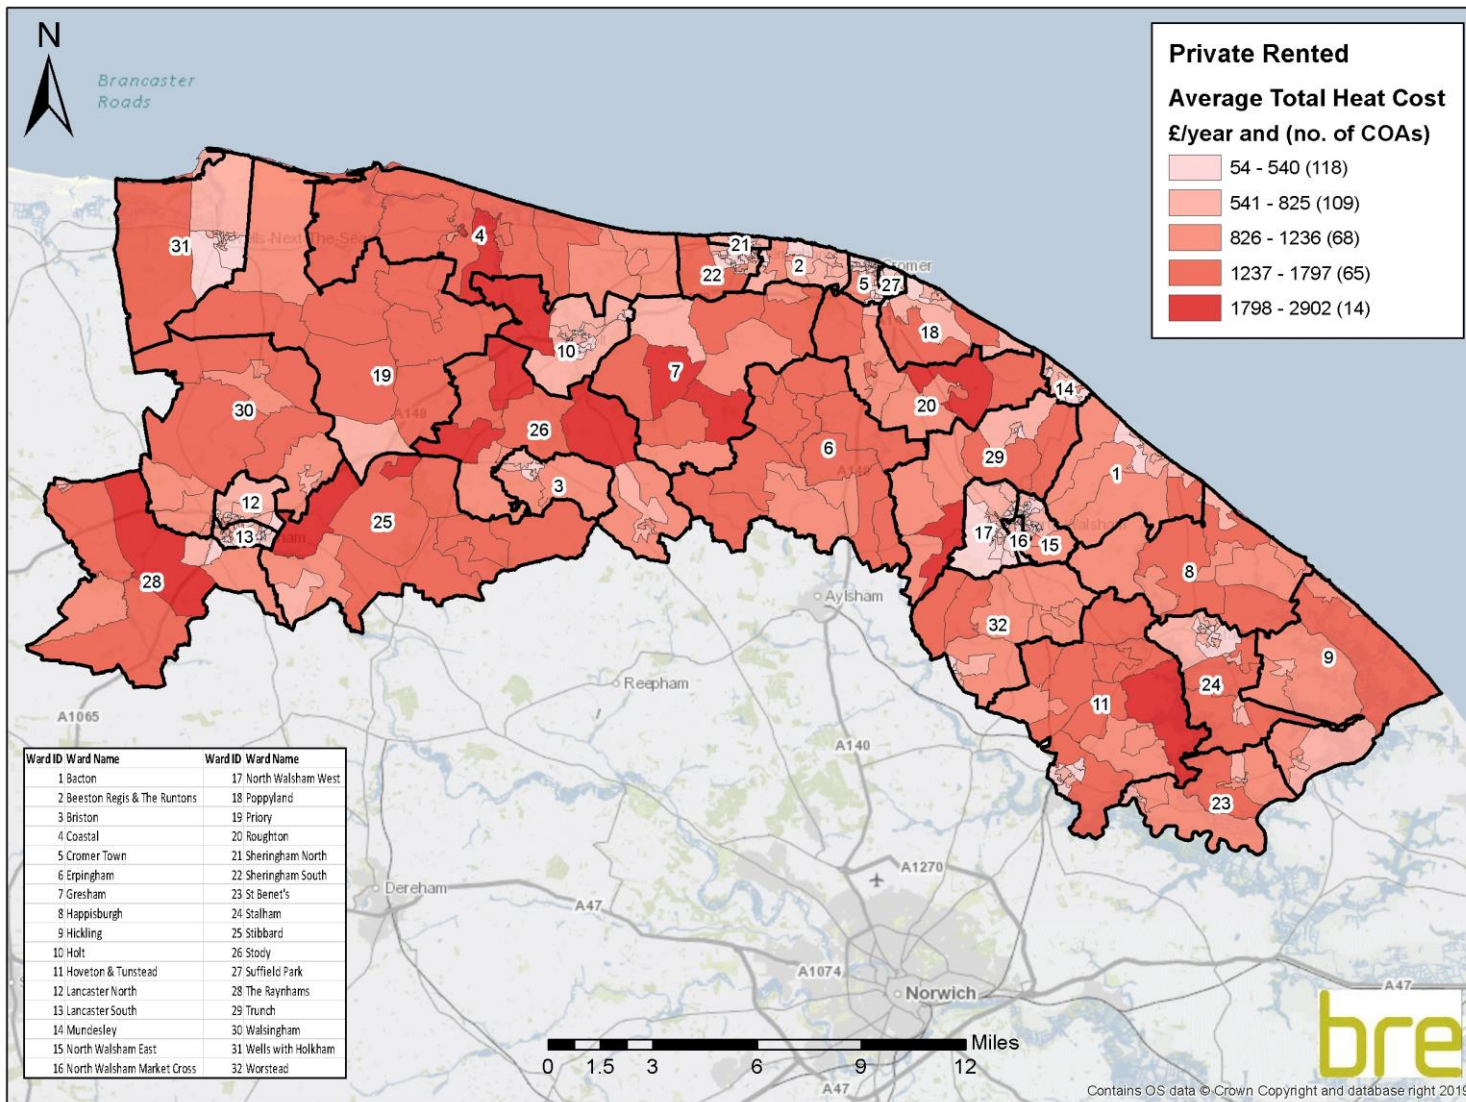 N
Brancaster
Roads
Private Rented
Average Total Heat Cost
£/year and (no. of COAs)
54 - 540 (118)
541 - 825 (109)
826 - 1236 (68)
1237 - 1797 (65)
1798 - 2902 (14)
4
31
21
2
22
5
27
18
10
7
19
14
30
20
A148
26
6
29
3
1
12
25
17
16
15
13
8
28
Aylsham
32
9
Reepham
24
11
A1065
A140
23
A1270
Dereham
A47
A1074
Norwich
A47
Ward ID Ward Name Ward ID Ward Name
1 Bacton 17 North Walsham West
2 Beeston Regis & The Runtons 18 Poppyland
3 Briston 19 Priory
4 Coastal 20 Roughton
5 Cromer Town 21 Sheringham North
6 Erpingham 22 Sheringham South
7 Gresham 23 St Benet's
8 Happisburgh 24 Stalham
9 Hickling 25 Stibbard
10 Holt 26 Stody
11 Hoveton & Tunstead 27 Suffield Park
12 Lancaster North 28 The Raynhams
13 Lancaster South 29 Trunch
14 Mundesley 30 Walsingham
15 North Walsham East 31 Wells with Holkham
16 North Walsham Market Cross 32 Worstead
Miles
0 1.5 3 6 9 12
A47
bre
Contains OS data © Crown Copyright and database right 2019